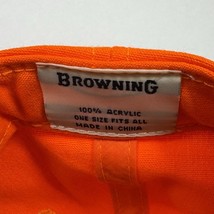 BROWNING
100% ACRYLIC
ONE SIZE FITS ALL
MADE IN CHINA